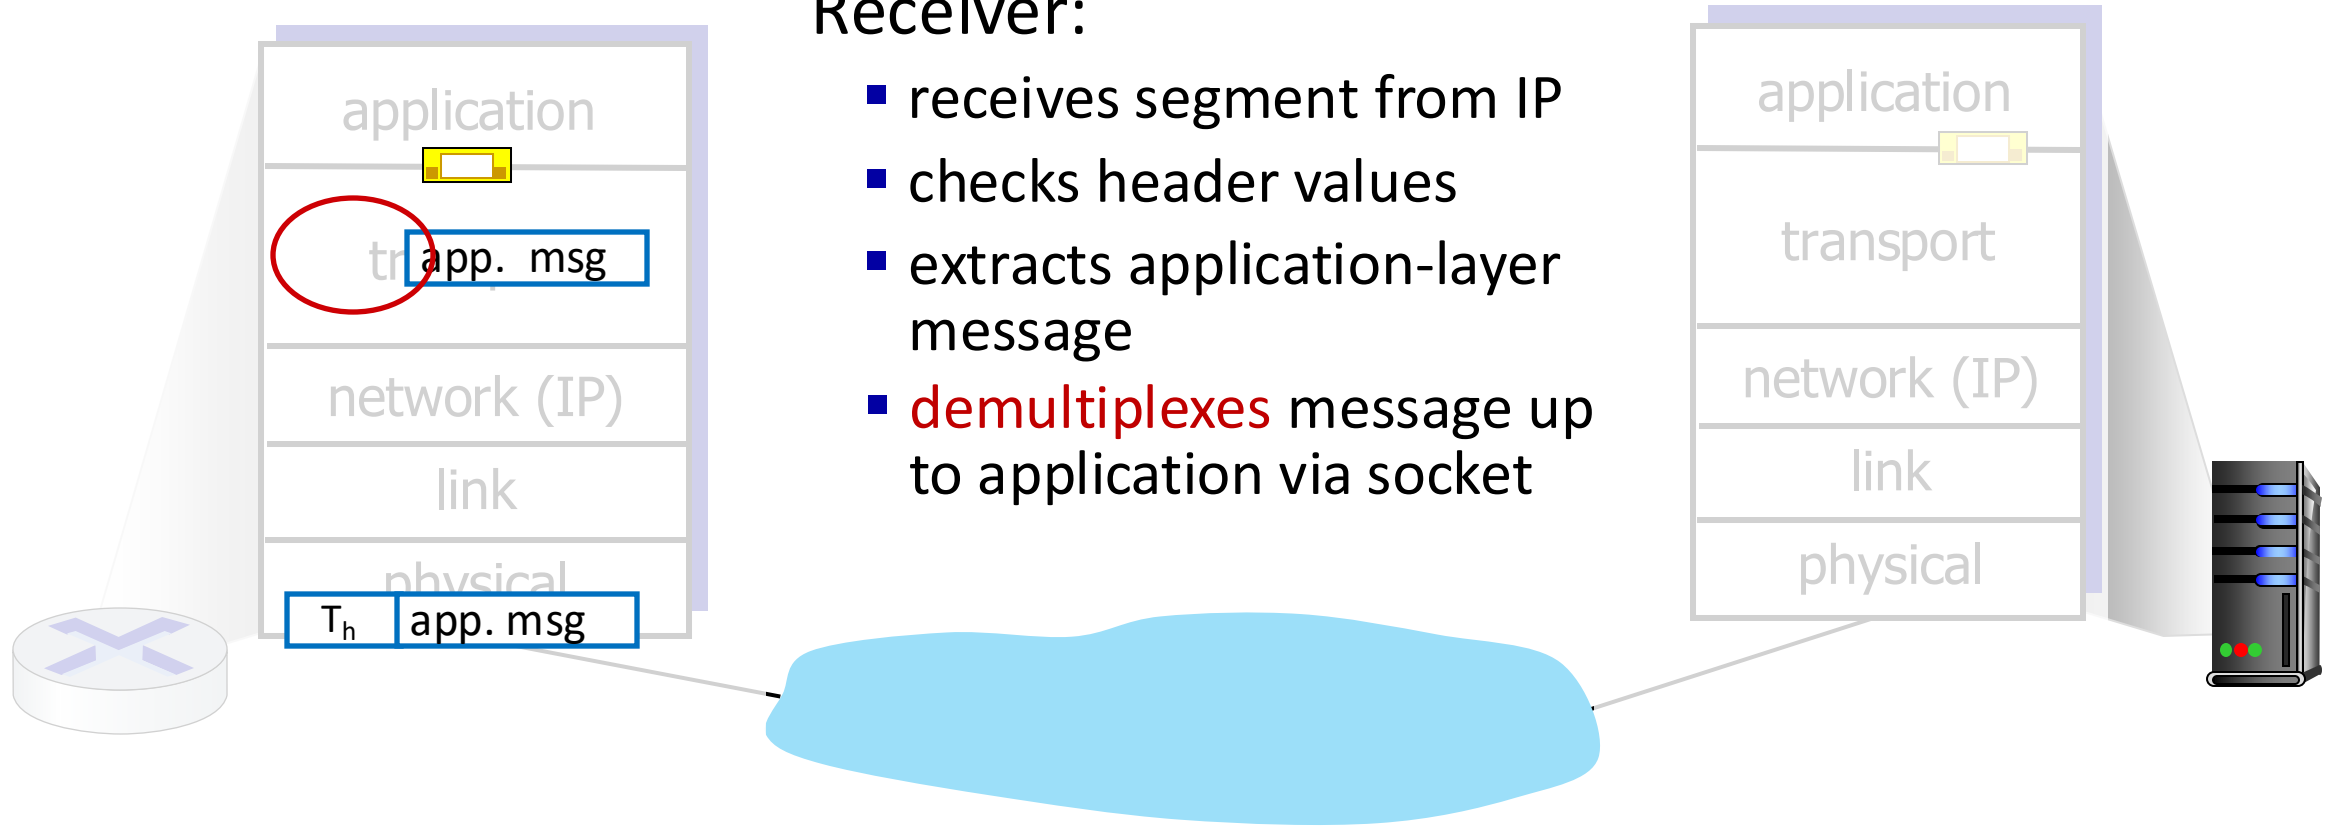 Receiver:
receives segment from IP
checks header values
extracts application-layer
message
demultiplexes message up
to application via socket
application
app. msg
network (IP)
link
physical
Th app. msg
application
transport
network (IP)
link
physical